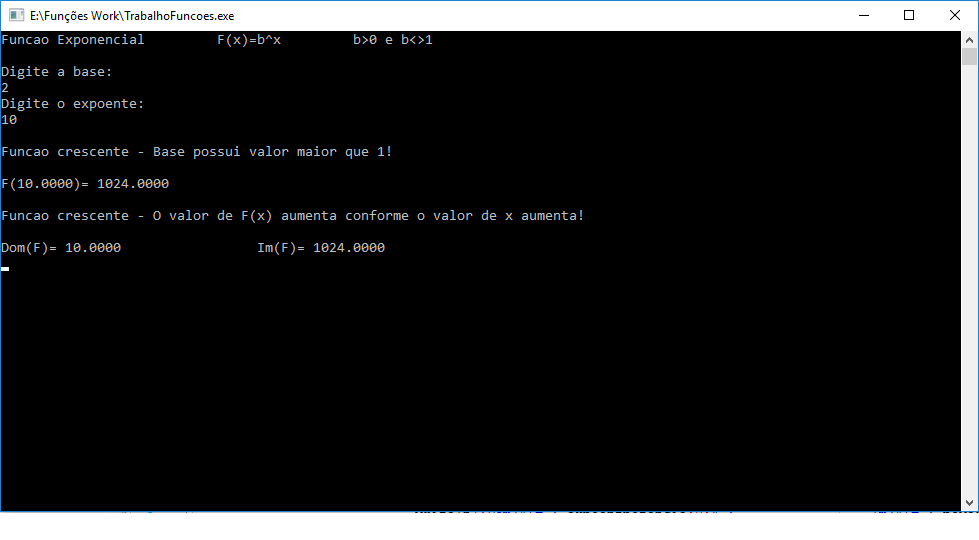 E:\Funções Work\TrabalhoFuncoes.exe
Funcao Exponencial F(x)=b^x b>0 e b<>1
Digite a base:
2
Digite o expoente:
10
Funcao crescente - Base possui valor maior que 1!
F(10.0000)= 1024.0000
Funcao crescente - O valor de F(x) aumenta conforme o valor de x aumenta!
Dom(F)= 10.0000 Im(F)= 1024.0000